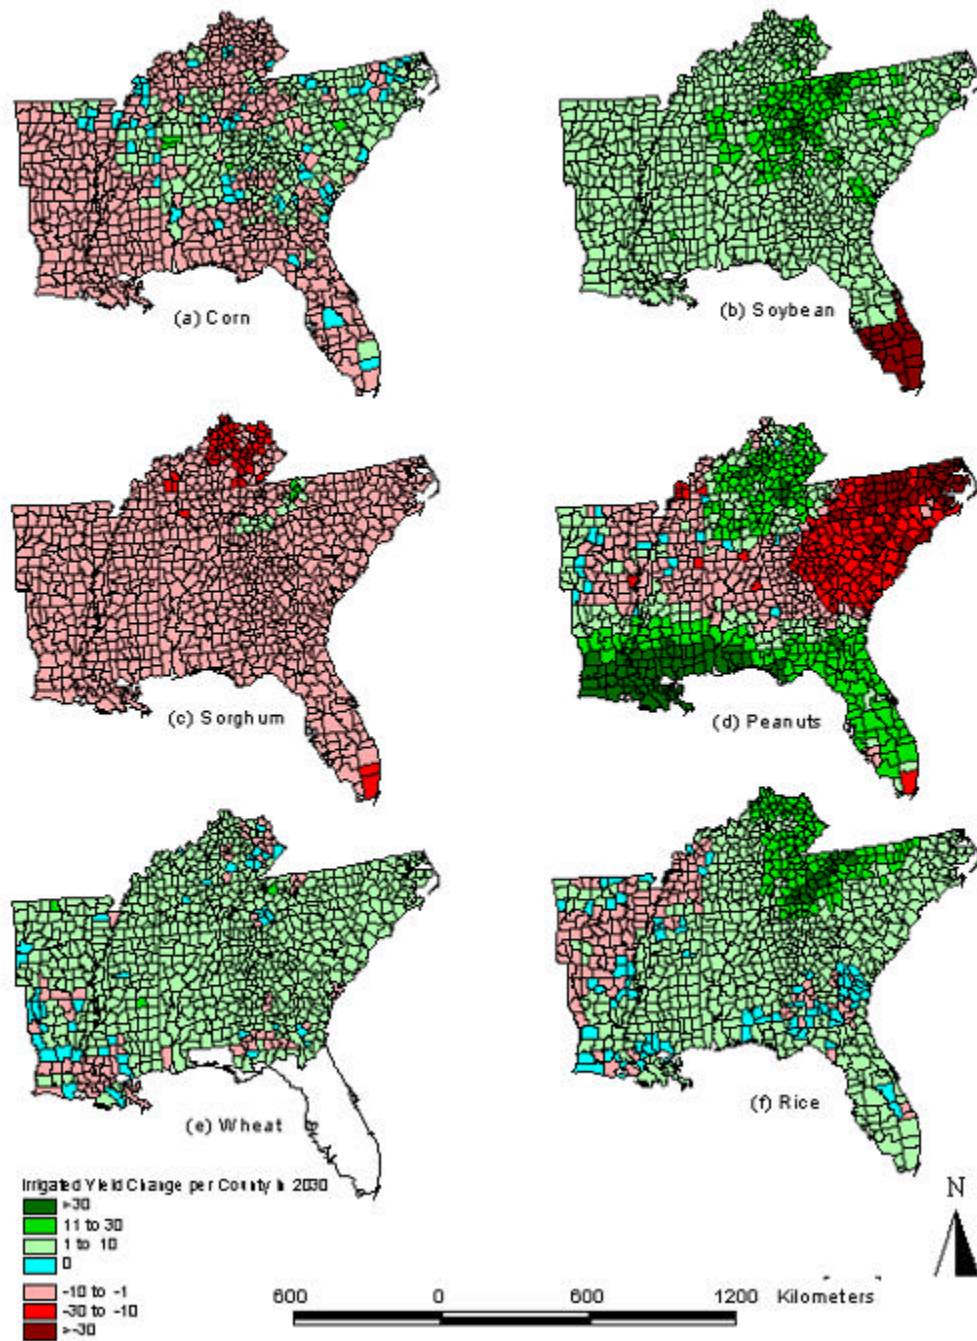 (a) Corn
(b) Soybean
(c) Sorghum
(d) Peanuts
(e) Wheat
(f) Rice
Irrigated Yield Change per County in 2030
>30
11 to 30
1 to 10
0
-10 to -1
-30 to -10
>-30
N
600 0 600 1200 Kilometers